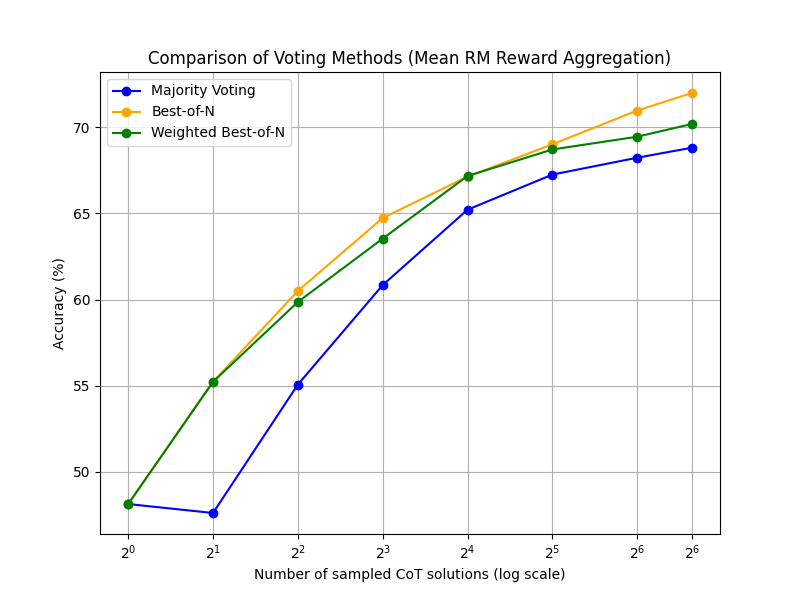 Comparison of Voting Methods (Mean RM Reward Aggregation)
Majority Voting
Best-of-N
Weighted Best-of-N
70
65
60
55
50
Accuracy (%)
2⁰ 2¹ 2² 2³ 2⁴ 2⁵ 2⁶ 2⁶
Number of sampled CoT solutions (log scale)